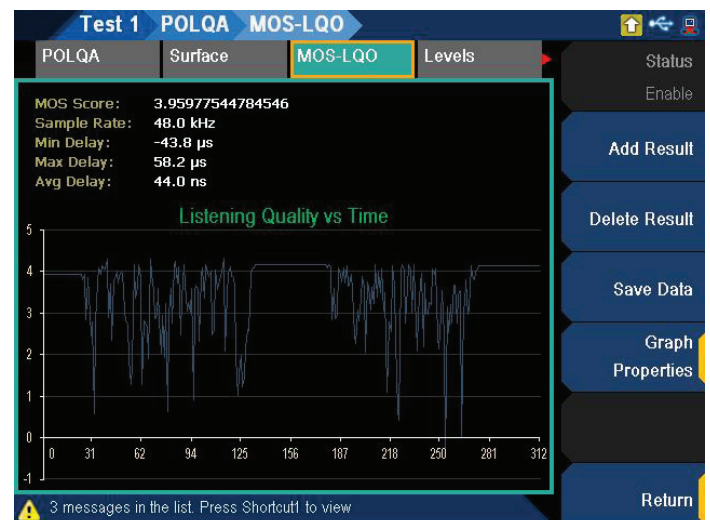 Test 1 POLQA MOS-LQO
POLQA Surface MOS-LQO Levels
Status
Enable
MOS Score: 3.95977544784546
Sample Rate: 48.0 kHz
Min Delay: -43.8 µs
Max Delay: 58.2 µs
Avg Delay: 44.0 ns
Add Result
Delete Result
Save Data
Graph
Properties
Return
Listening Quality vs Time
5
4
3
2
1
0
-1
0 31 62 94 125 156 187 218 250 281 312
3 messages in the list. Press Shortcut1 to view